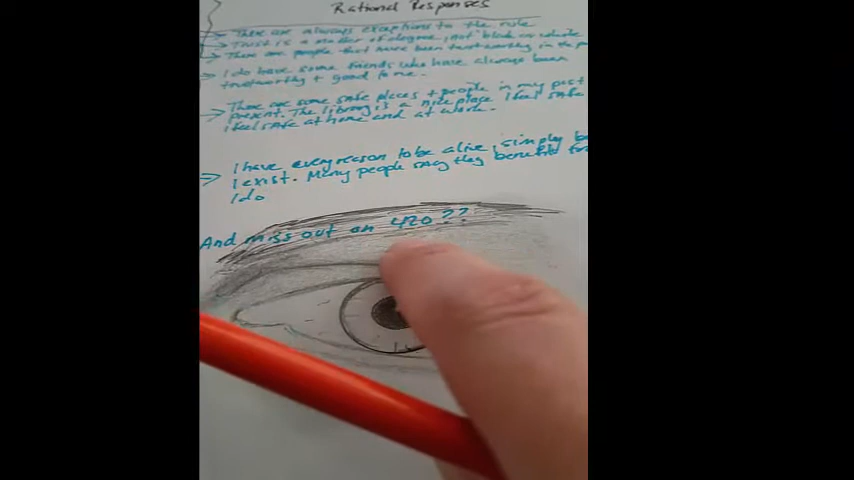 Rational Responses
There are always exceptions to the rule
Trust is a matter of degree, not black or white
There are people that have been trustworthy in the
I do have some friends who have always been
trustworthy + good to me.
There are some safe places + people in my past
present. The library is a nice place I feel safe
I feel safe at home and at work.
I have every reason to be alive, simply
I exist. Many people say they benefit
I do
And miss out on 420??